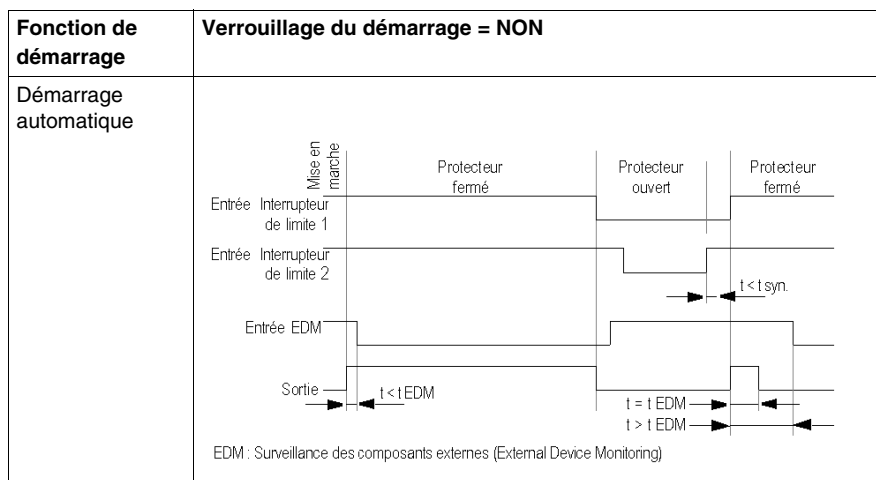 Fonction de
démarrage
Verrouillage du démarrage = NON
Démarrage
automatique
Mise en
marche
Protecteur
fermé
Protecteur
ouvert
Protecteur
fermé
Entrée Interrupteur
de limite 1
Entrée Interrupteur
de limite 2
t < t syn.
Entrée EDM
Sortie
t < t EDM
t = t EDM
t > t EDM
EDM : Surveillance des composants externes (External Device Monitoring)